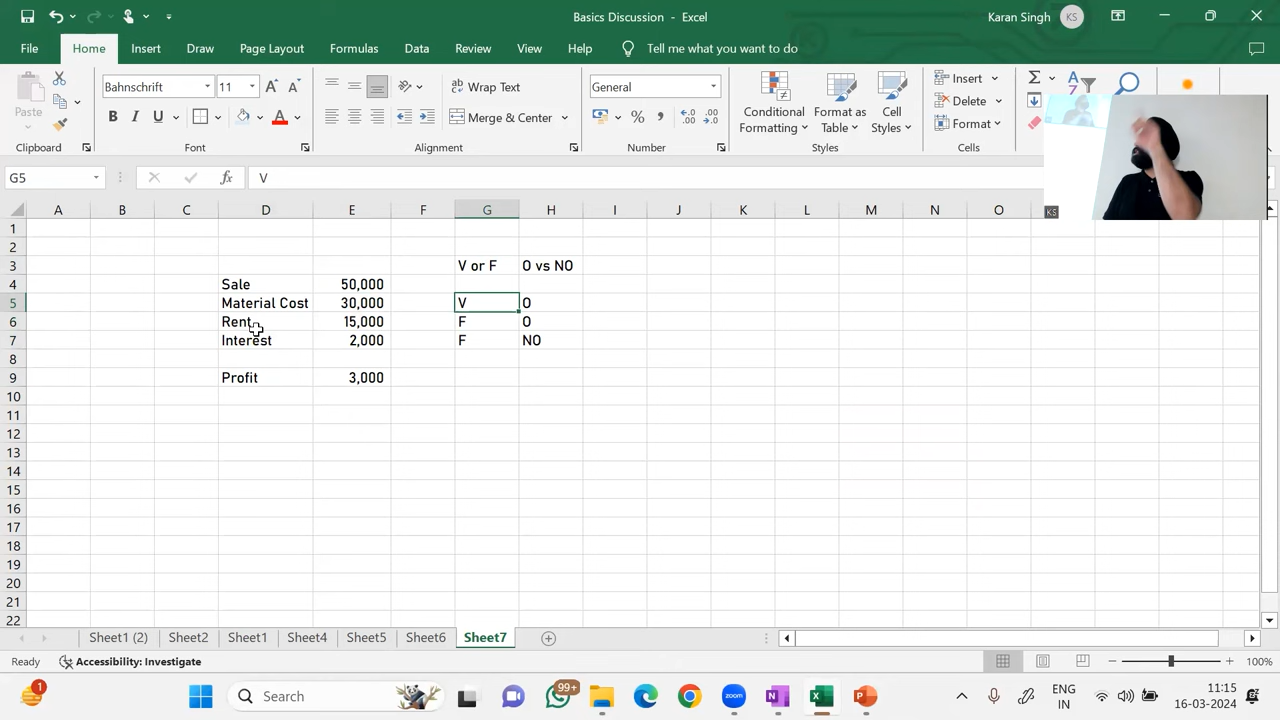 Basics Discussion - Excel
Karan Singh KS
File Home Insert Draw Page Layout Formulas Data Review View Help Tell me what you want to do
Paste
Clipboard
Bahnschrift 11
B I U
Font
Wrap Text
Merge & Center
Alignment
General
% ,
Number
Conditional Formatting
Format as Table
Cell Styles
Styles
Insert
Delete
Format
Cells
G5 fx V
KS
A B C D E F G H I J K L M N O
1
2
3 V or F O vs NO
4 Sale 50,000
5 Material Cost 30,000 V O
6 Rent 15,000 F O
7 Interest 2,000 F NO
8
9 Profit 3,000
10
11
12
13
14
15
16
17
18
19
20
21
22
Sheet1 (2) Sheet2 Sheet1 Sheet4 Sheet5 Sheet6 Sheet7
Ready Accessibility: Investigate 100%
1 Search 99+ zoom ENG IN 11:15 16-03-2024